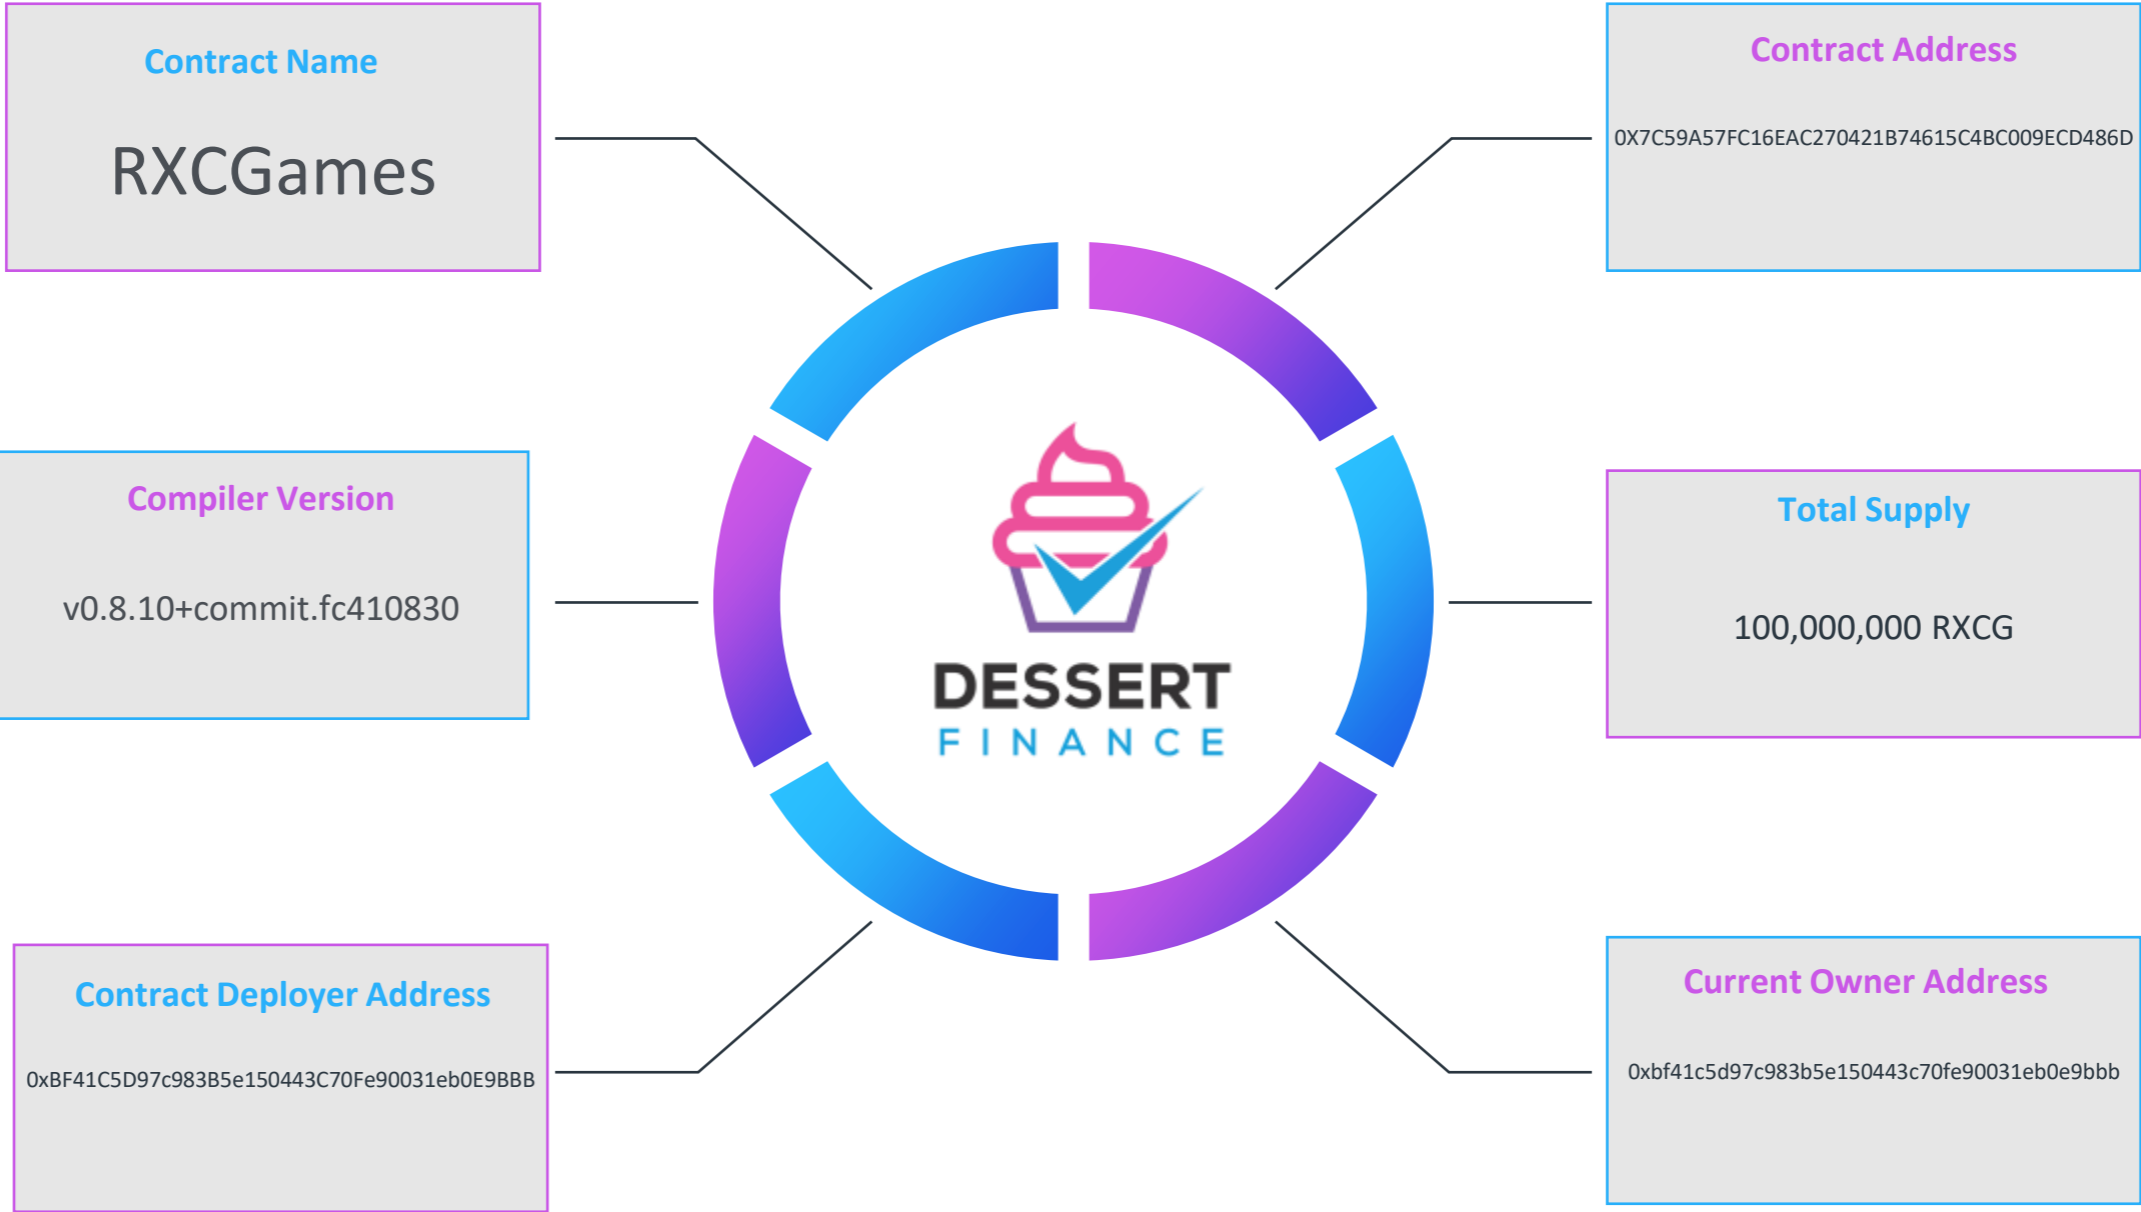 Contract Name
RXCGames
Contract Address
0X7C59A57FC16EAC270421B74615C4BC009ECD486D
Compiler Version
v0.8.10+commit.fc410830
DESSERT
FINANCE
Total Supply
100,000,000 RXCG
Contract Deployer Address
0xBF41C5D97c983B5e150443C70Fe90031eb0E9BBB
Current Owner Address
0xbf41c5d97c983b5e150443c70fe90031eb0e9bbb